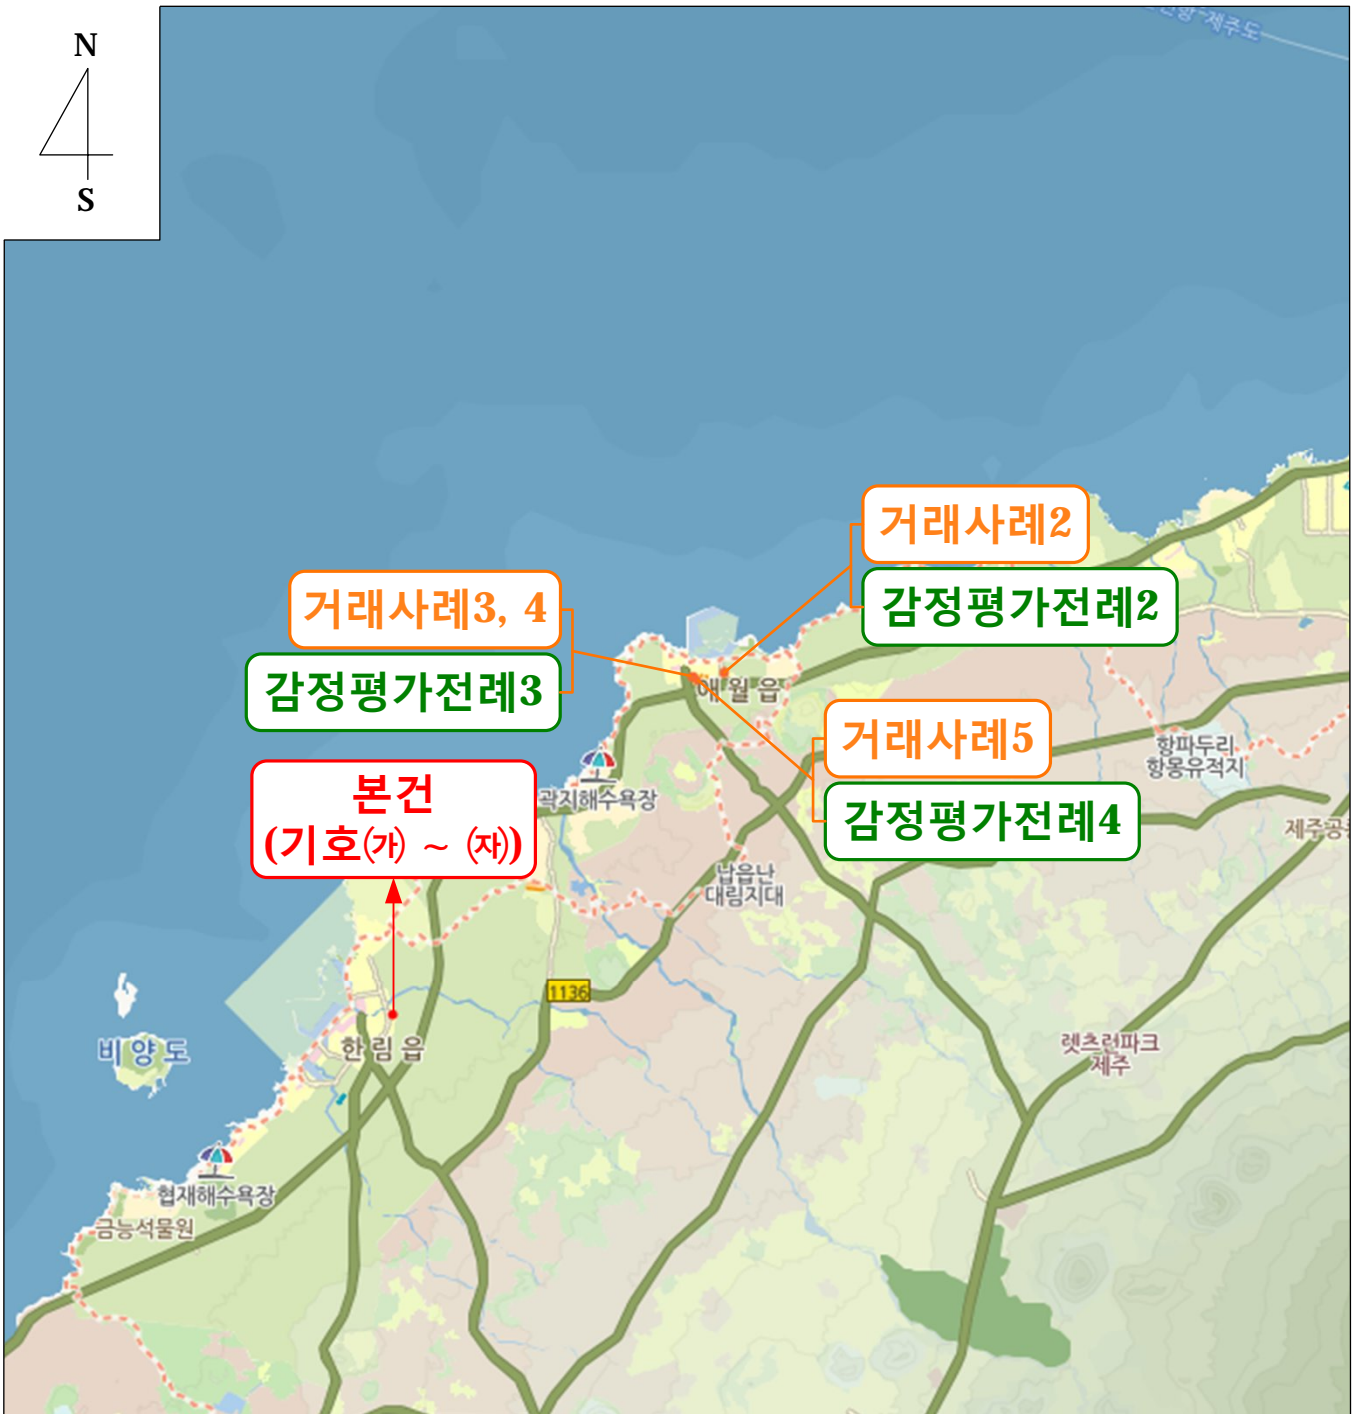 N
S
제주도
거래사례2
감정평가전례2
거래사례3, 4
감정평가전례3
애월읍
거래사례5
감정평가전례4
항파두리
항몽유적지
본건
(기호㈎ ~ ㈐)
곽지해수욕장
납읍난
대림지대
1136
비양도
한림읍
렛츠런파크
제주
협재해수욕장
금능석물원